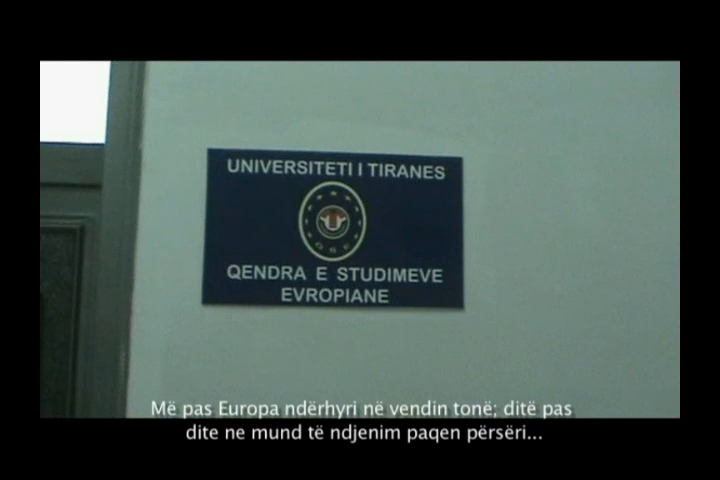 UNIVERSITETI I TIRANES
QSE
QENDRA E STUDIMEVE
EVROPIANE
Më pas Europa ndërhyri në vendin tonë; ditë pas
dite ne mund të ndjenim paqen përsëri...